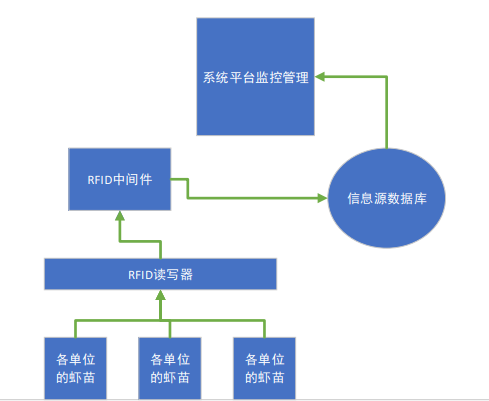 系统平台监控管理
RFID中间件
信息源数据库
RFID读写器
各单位
的虾苗
各单位
的虾苗
各单位
的虾苗